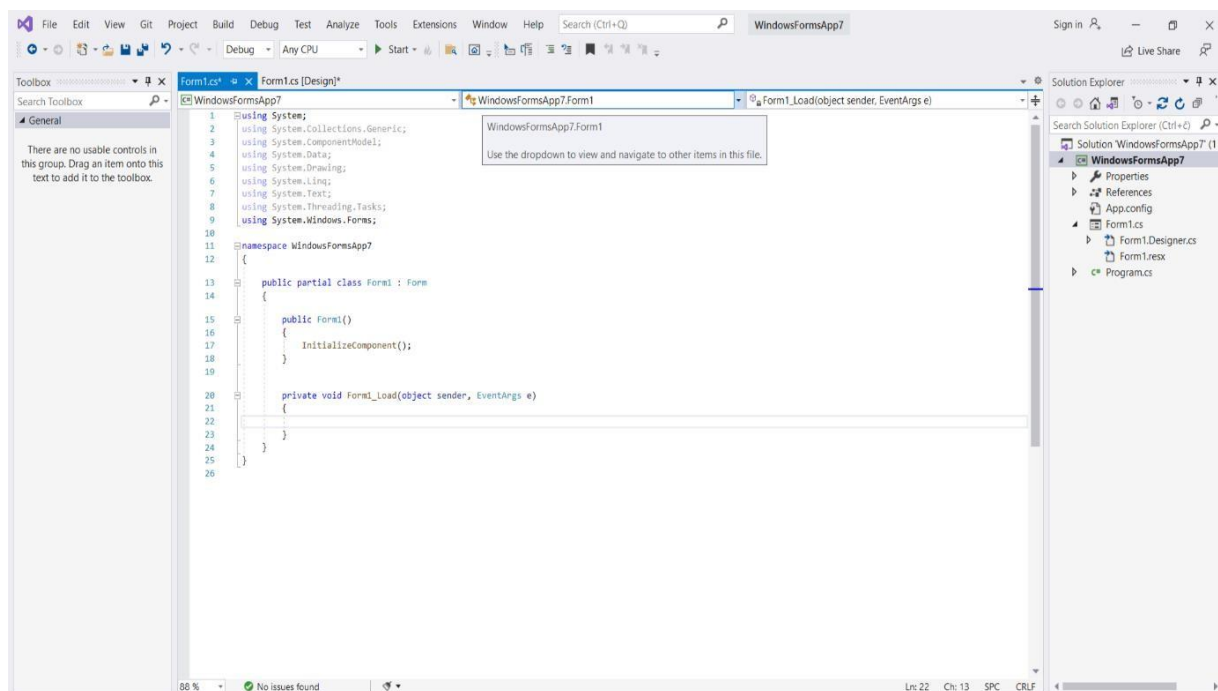 File Edit View Git Project Build Debug Test Analyze Tools Extensions Window Help Search (Ctrl+Q) WindowsFormsApp7 Sign in
Debug Any CPU Start Live Share
Toolbox
Search Toolbox
General
There are no usable controls in
this group. Drag an item onto this
text to add it to the toolbox.
Form1.cs* Form1.cs [Design]*
WindowsFormsApp7 WindowsFormsApp7.Form1 Form1_Load(object sender, EventArgs e)
WindowsFormsApp7.Form1
Use the dropdown to view and navigate to other items in this file.
1 using System;
2 using System.Collections.Generic;
3 using System.ComponentModel;
4 using System.Data;
5 using System.Drawing;
6 using System.Linq;
7 using System.Text;
8 using System.Threading.Tasks;
9 using System.Windows.Forms;
10
11 namespace WindowsFormsApp7
12 {
13 public partial class Form1 : Form
14 {
15 public Form1()
16 {
17 InitializeComponent();
18 }
19
20 private void Form1_Load(object sender, EventArgs e)
21 {
22
23 }
24 }
25 }
26
88 % No issues found Ln: 22 Ch: 13 SPC CRLF
Solution Explorer
Search Solution Explorer (Ctrl+č)
Solution 'WindowsFormsApp7' (1
WindowsFormsApp7
Properties
References
App.config
Form1.cs
Form1.Designer.cs
Form1.resx
Program.cs